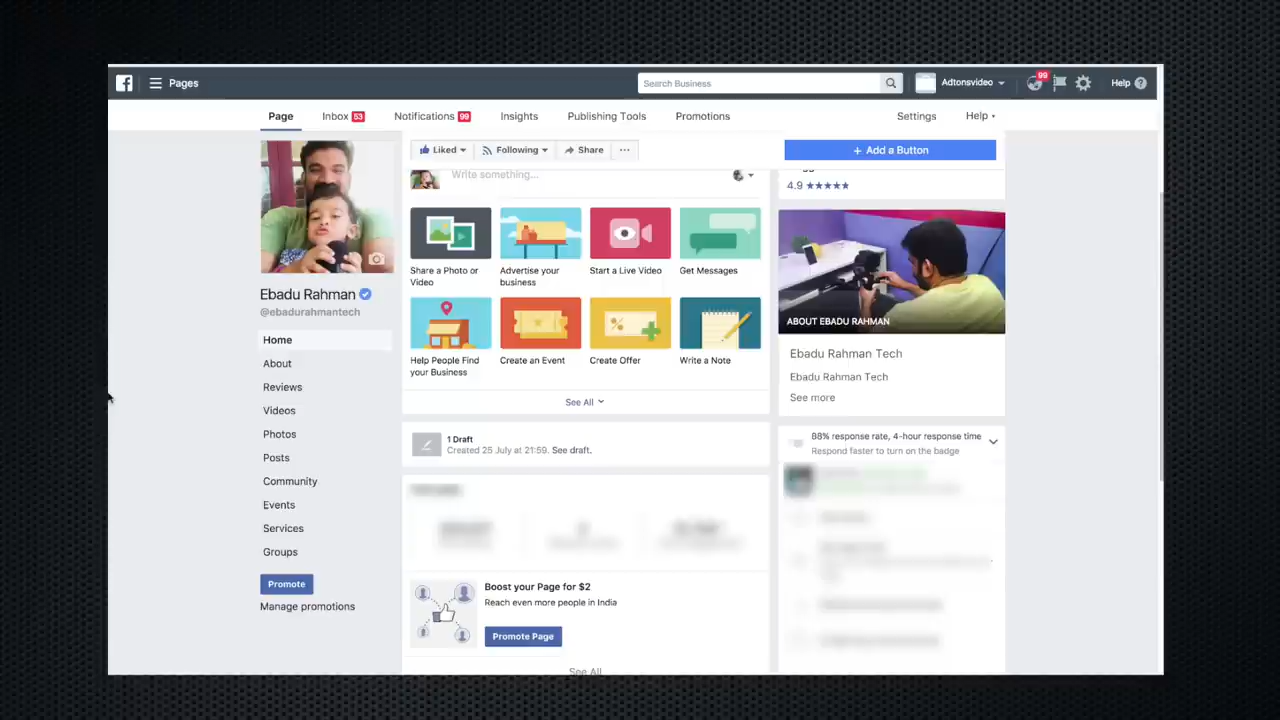 Pages
Search Business
Adtonsvideo
99
Help
Page
Inbox 53
Notifications 99
Insights
Publishing Tools
Promotions
Settings
Help
Liked
Following
Share
...
+ Add a Button
Write something...
4.9 ★★★★★
Share a Photo or
Video
Advertise your
business
Start a Live Video
Get Messages
Help People Find
your Business
Create an Event
Create Offer
Write a Note
See All
ABOUT EBADU RAHMAN
Ebadu Rahman Tech
Ebadu Rahman Tech
See more
Ebadu Rahman
@ebadurahmantech
Home
About
Reviews
Videos
Photos
Posts
Community
Events
Services
Groups
Promote
Manage promotions
1 Draft
Created 25 July at 21:59. See draft.
88% response rate, 4-hour response time
Respond faster to turn on the badge
Boost your Page for $2
Reach even more people in India
Promote Page
See All